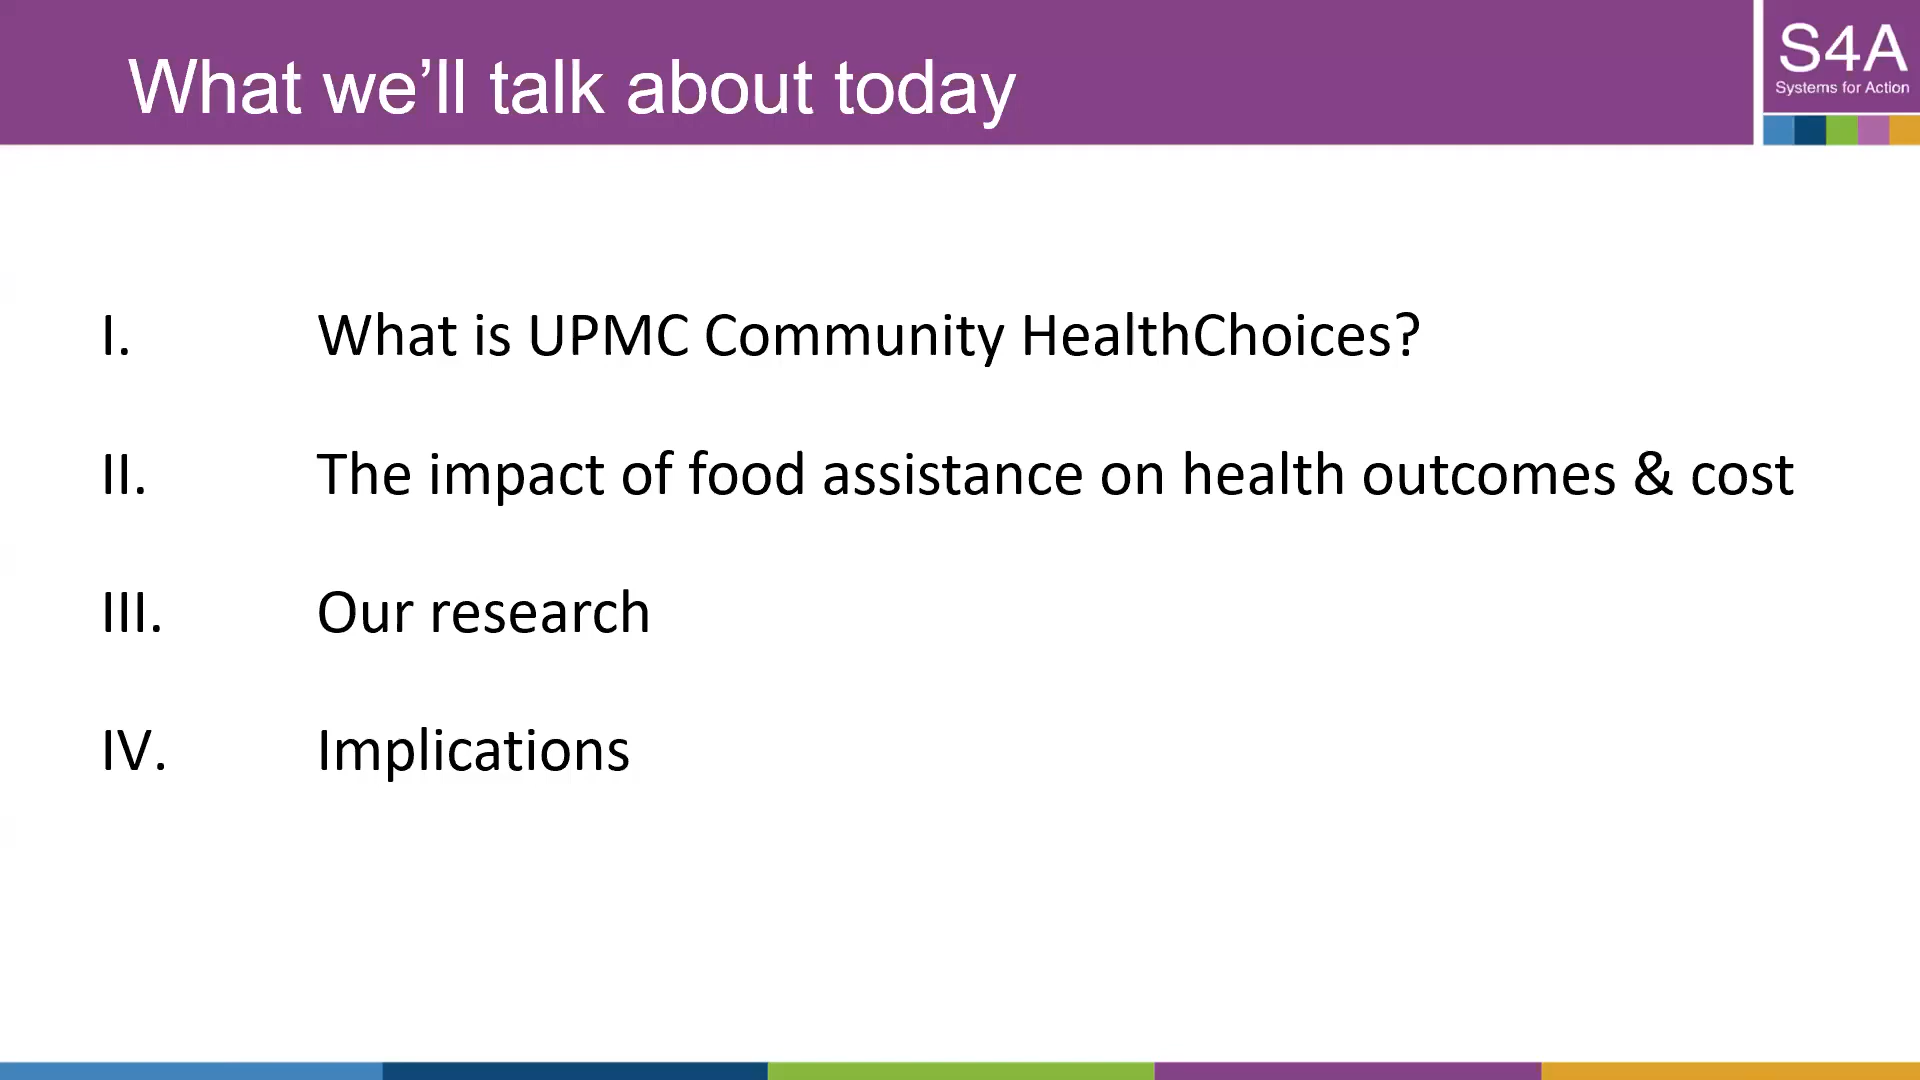 What we’ll talk about today
S4A
Systems for Action
I. What is UPMC Community HealthChoices?
II. The impact of food assistance on health outcomes & cost
III. Our research
IV. Implications